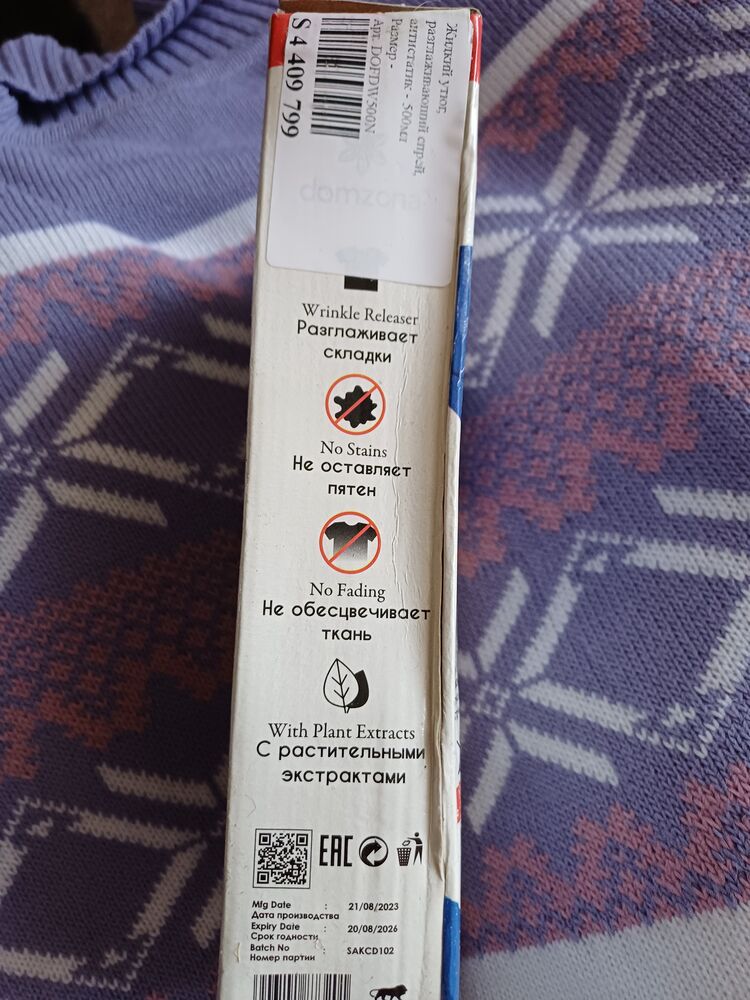 Жидкий утюг,
разглаживающий спрей,
антистатик - 500мл
Размер -
Арт. DOFDW500N
S 4 409 799
domzona
Wrinkle Releaser
Разглаживает
складки
No Stains
Не оставляет
пятен
No Fading
Не обесцвечивает
ткань
With Plant Extracts
С растительными
экстрактами
EAC
Mfg Date : 21/08/2023
Дата производства
Expiry Date : 20/08/2026
Срок годности
Batch No : SAKCD102
Номер партии